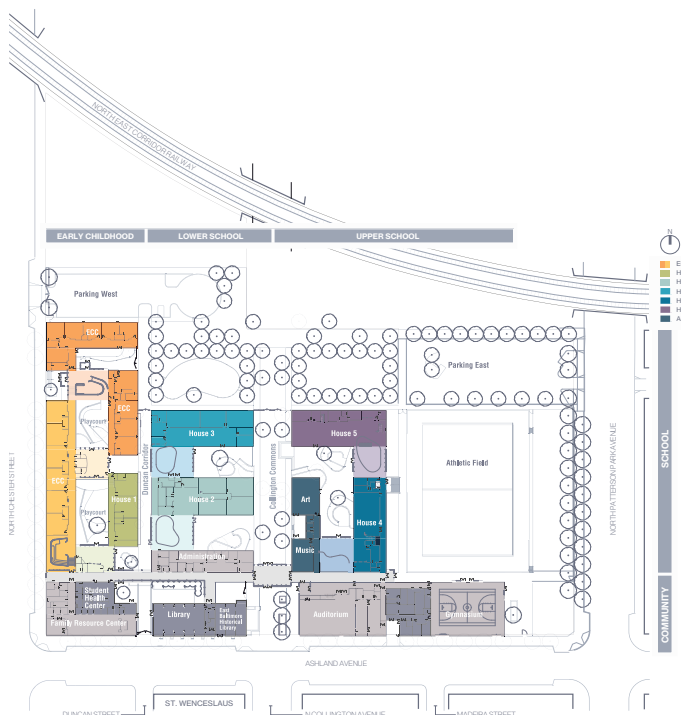 NORTH EAST CORRIDOR RAILWAY
EARLY CHILDHOOD
LOWER SCHOOL
UPPER SCHOOL
N
Parking West
ECC
E
H
H
H
H
H
A
Parking East
ECC
Playcourt
House 3
House 5
Duncan Corridor
Collington Commons
Athletic Field
SCHOOL
NORTH CHESTER STREET
NORTH PATTERSON PARK AVENUE
ECC
House 1
House 2
Art
House 4
Playcourt
Music
Administration
Student
Health
Center
Family Resource Center
Library
East
Baltimore
Historical
Library
Auditorium
Gymnasium
COMMUNITY
ASHLAND AVENUE
ST. WENCESLAUS
DUNCAN STREET
N COLLINGTON AVENUE
MADEIRA STREET